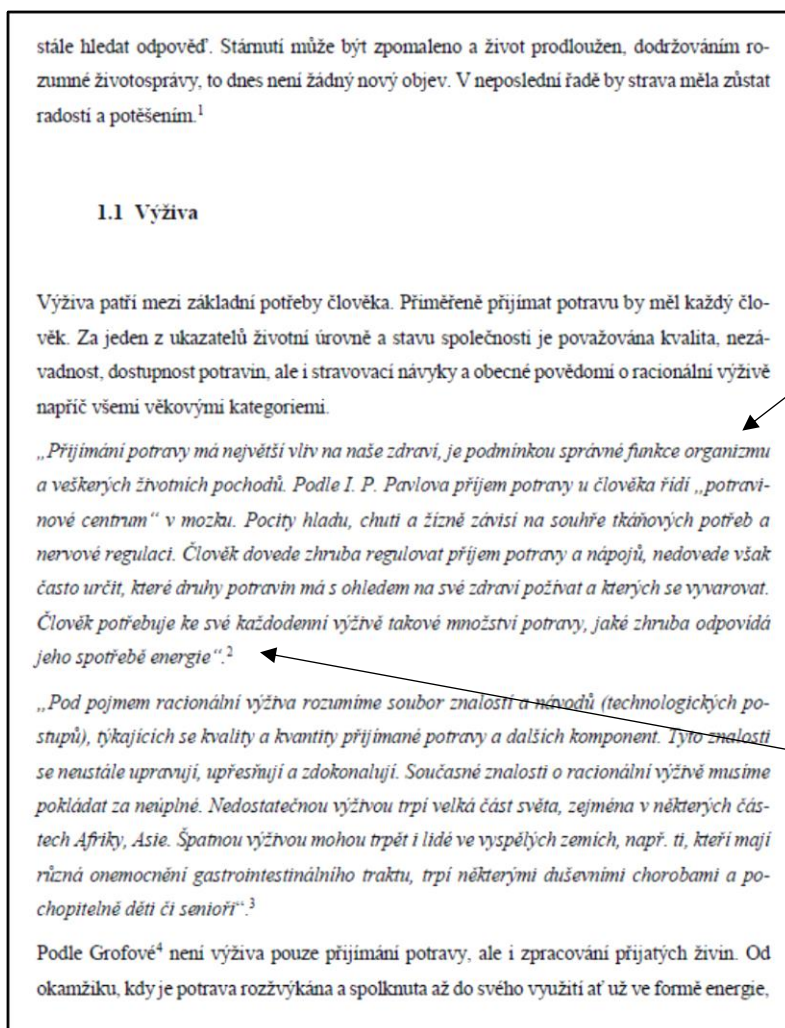 stále hledat odpověď. Stárnutí může být zpomaleno a život prodloužen, dodržováním ro-
zumné životosprávy, to dnes není žádný nový objev. V neposlední řadě by strava měla zůstat
radostí a potěšením.¹
1.1 Výživa
Výživa patří mezi základní potřeby člověka. Přiměřeně přijímat potravu by měl každý člo-
věk. Za jeden z ukazatelů životní úrovně a stavu společnosti je považována kvalita, nezá-
vadnost, dostupnost potravin, ale i stravovací návyky a obecné povědomí o racionální výživě
napříč všemi věkovými kategoriemi.
„Přijímání potravy má největší vliv na naše zdraví, je podmínkou správné funkce organizmu
a veškerých životních pochodů. Podle I. P. Pavlova příjem potravy u člověka řídí „potravi-
nové centrum“ v mozku. Pocity hladu, chuti a žízně závisí na souhře tkáňových potřeb a
nervové regulaci. Člověk dovede zhruba regulovat příjem potravy a nápojů, nedovede však
často určit, které druhy potravin má s ohledem na své zdraví požívat a kterých se vyvarovat.
Člověk potřebuje ke své každodenní výživě takové množství potravy, jaké zhruba odpovídá
jeho spotřebě energie“.²
„Pod pojmem racionální výživa rozumíme soubor znalostí a návodů (technologických po-
stupů), týkajících se kvality a kvantity přijímané potravy a dalších komponent. Tyto znalosti
se neustále upravují, upřesňují a zdokonalují. Současné znalosti o racionální výživě musíme
pokládat za neúplné. Nedostatečnou výživou trpí velká část světa, zejména v některých čás-
tech Afriky, Asie. Špatnou výživou mohou trpět i lidé ve vyspělých zemích, např. ti, kteří mají
různá onemocnění gastrointestinálního traktu, trpí některými duševními chorobami a po-
chopitelně děti či senioři“.³
Podle Grofové⁴ není výživa pouze přijímání potravy, ale i zpracování přijatých živin. Od
okamžiku, kdy je potrava rozžvýkána a spolknuta až do svého využití ať už ve formě energie,